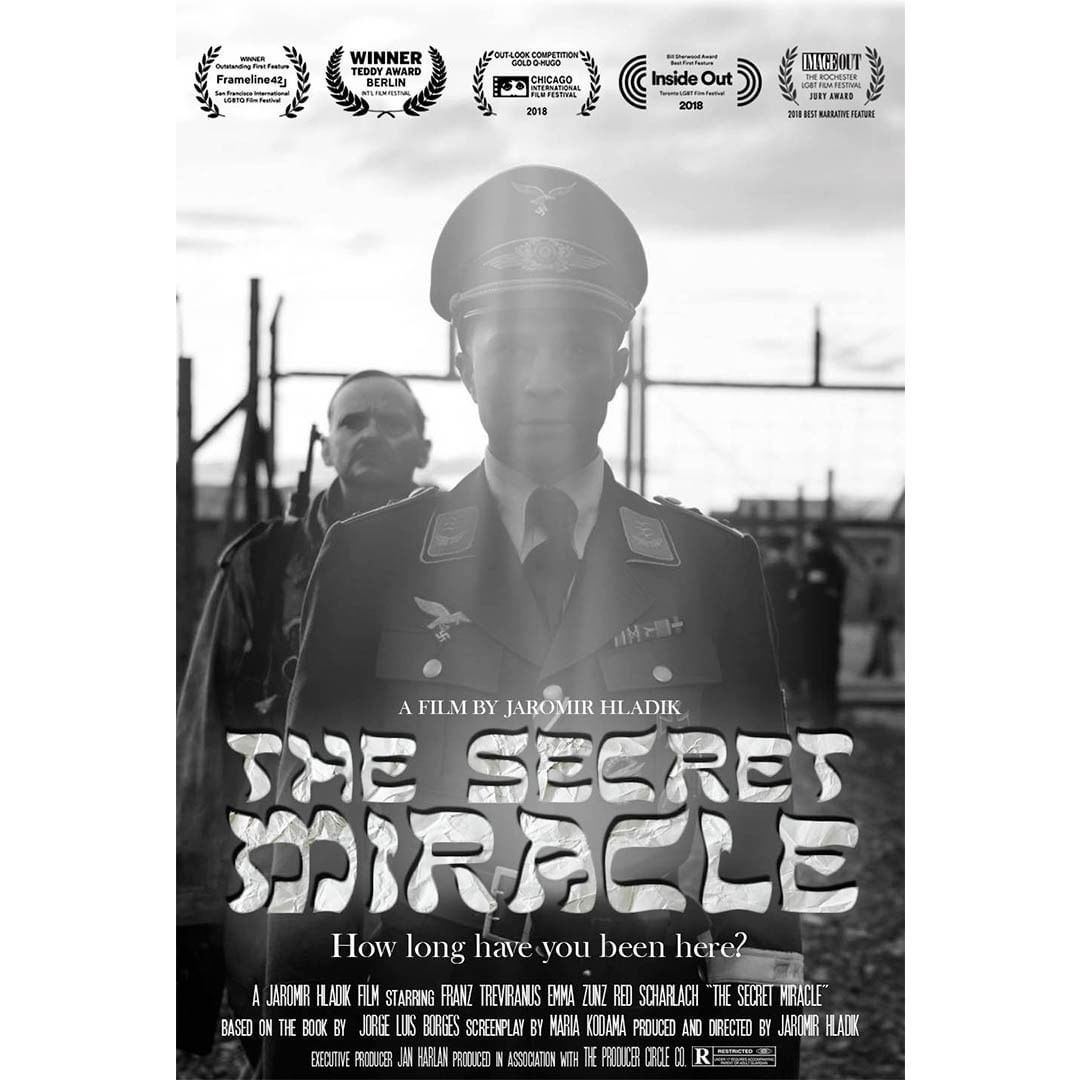 WINNER
Outstanding First Feature
Frameline42
San Francisco International
LGBTQ Film Festival
WINNER
TEDDY AWARD
BERLIN
INT'L FILM FESTIVAL
OUT-LOOK COMPETITION
GOLD Q-HUGO
CHICAGO
INTERNATIONAL
FILM FESTIVAL
2018
Bill Sherwood Award
Best First Feature
Inside Out
Toronto LGBT Film Festival
2018
IMAGE OUT
THE ROCHESTER
LGBT FILM FESTIVAL
JURY AWARD
2018 BEST NARRATIVE FEATURE
A FILM BY JAROMIR HLADIK
THE SECRET
MIRACLE
How long have you been here?
A JAROMIR HLADIK FILM STARRING FRANZ TREVIRANUS EMMA ZUNZ RED SCHARLACH "THE SECRET MIRACLE"
BASED ON THE BOOK BY JORGE LUIS BORGES SCREENPLAY BY MARIA KODAMA PRDUCED AND DIRECTED BY JAROMIR HLADIK
EXECUTIVE PRODUCER JAN HARLAN PRODUCED IN ASSOCIATION WITH THE PRODUCER CIRCLE CO. R RESTRICTED